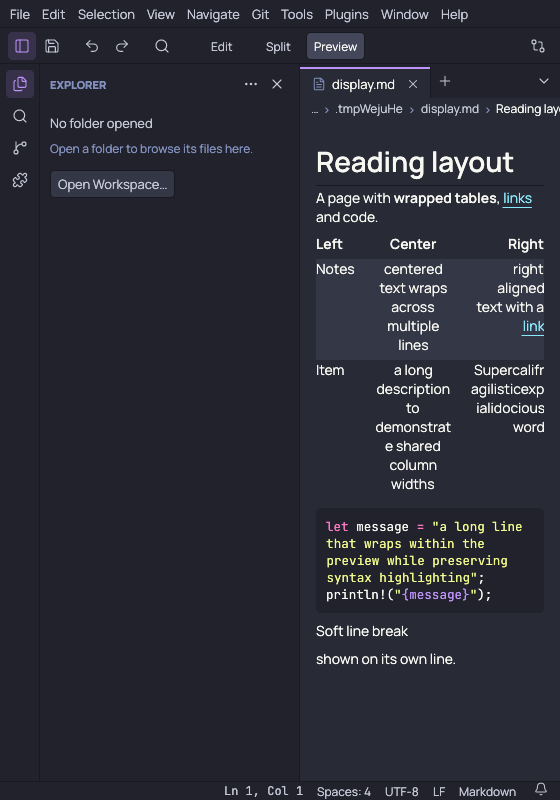 File Edit Selection View Navigate Git Tools Plugins Window Help
Edit Split Preview
EXPLORER
No folder opened
Open a folder to browse its files here.
Open Workspace...
display.md
... › .tmpWejuHe › display.md › Reading layo
Reading layout
A page with wrapped tables, links
and code.
Left Center Right
Notes centered right
text wraps aligned
across text with a
multiple link
lines
Item a long Supercalifr
description agilisticexp
to ialidocious
demonstrat word
e shared
column
widths
let message = "a long line
that wraps within the
preview while preserving
syntax highlighting";
println!("{message}");
Soft line break
shown on its own line.
Ln 1, Col 1 Spaces: 4 UTF-8 LF Markdown